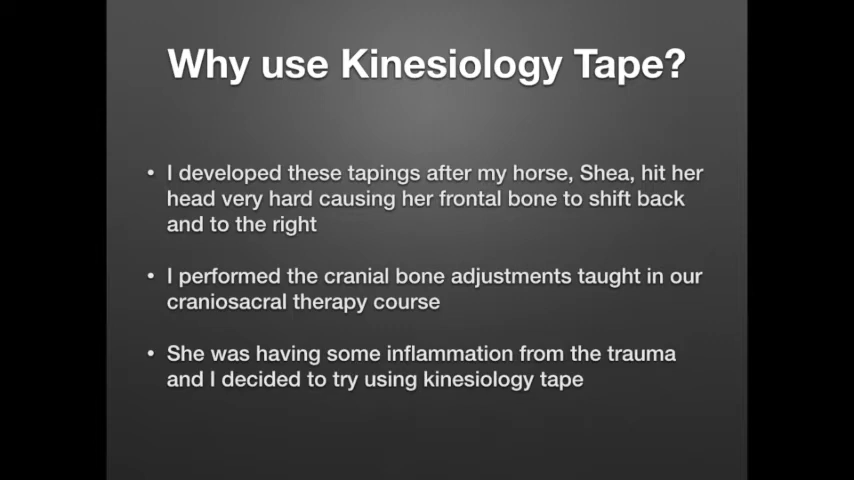 Why use Kinesiology Tape?
• I developed these tapings after my horse, Shea, hit her
head very hard causing her frontal bone to shift back
and to the right
• I performed the cranial bone adjustments taught in our
craniosacral therapy course
• She was having some inflammation from the trauma
and I decided to try using kinesiology tape